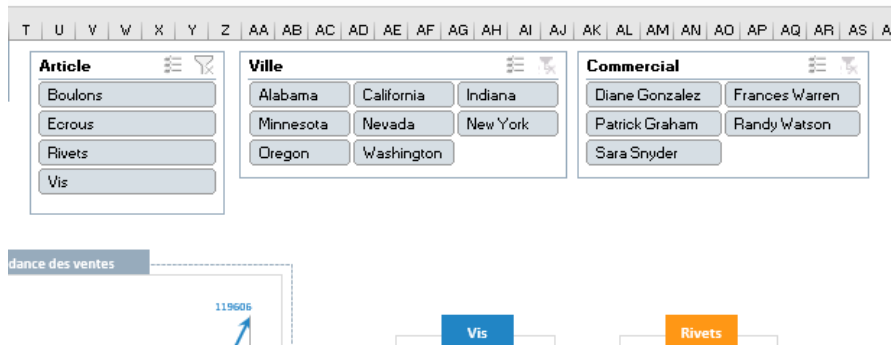 T U V W X Y Z AA AB AC AD AE AF AG AH AI AJ AK AL AM AN AO AP AQ AR AS A
Article
Boulons
Ecrous
Rivets
Vis
Ville
Alabama California Indiana
Minnesota Nevada New York
Oregon Washington
Commercial
Diane Gonzalez Frances Warren
Patrick Graham Randy Watson
Sara Snyder
dance des ventes
119606
Vis
Rivets